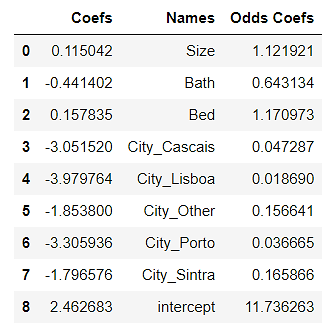 Coefs Names Odds Coefs
0 0.115042 Size 1.121921
1 -0.441402 Bath 0.643134
2 0.157835 Bed 1.170973
3 -3.051520 City_Cascais 0.047287
4 -3.979764 City_Lisboa 0.018690
5 -1.853800 City_Other 0.156641
6 -3.305936 City_Porto 0.036665
7 -1.796576 City_Sintra 0.165866
8 2.462683 intercept 11.736263